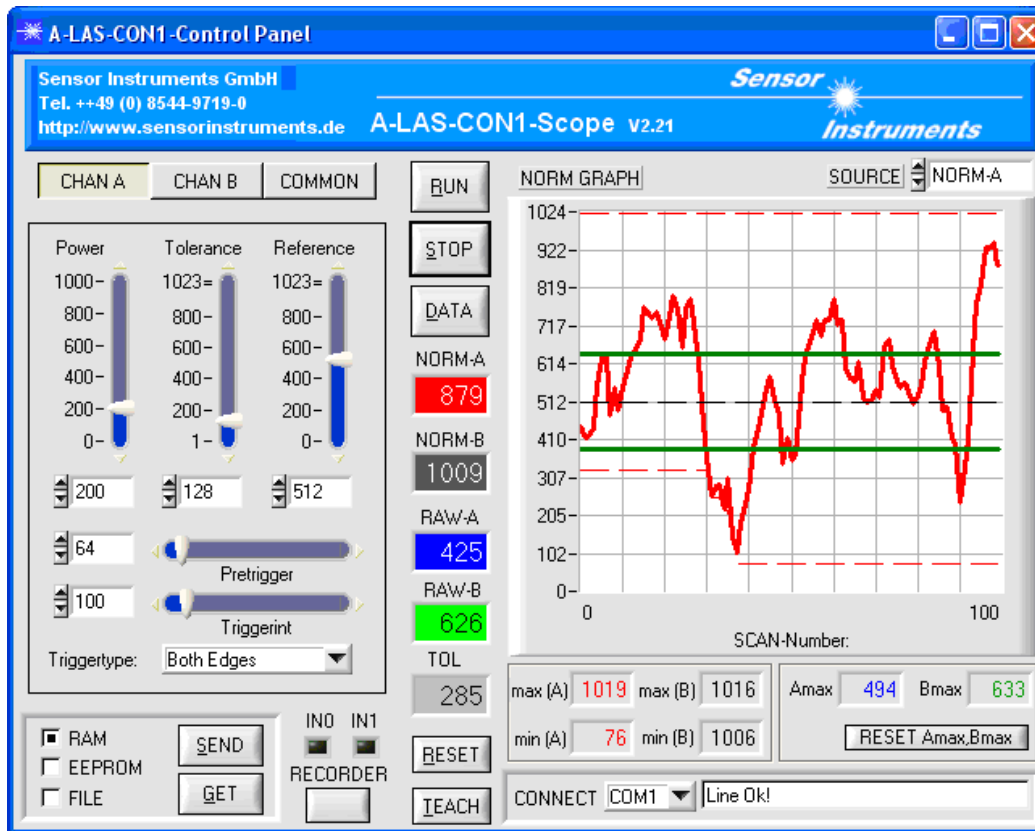 A-LAS-CON1-Control Panel
Sensor Instruments GmbH
Tel. ++49 (0) 8544-9719-0
http://www.sensorinstruments.de
A-LAS-CON1-Scope V2.21
Sensor
Instruments
CHAN A
CHAN B
COMMON
Power
Tolerance
Reference
1000
800
600
400
200
0
1023
800
600
400
200
1
1023
800
600
400
200
0
200
128
512
64
Pretrigger
100
Triggerint
Triggertype: Both Edges
RAM
EEPROM
FILE
SEND
GET
IN0 IN1
RECORDER
RUN
STOP
DATA
NORM-A
879
NORM-B
1009
RAW-A
425
RAW-B
626
TOL
285
RESET
TEACH
NORM GRAPH
SOURCE NORM-A
1024
922
819
717
614
512
410
307
205
102
0
0 100
SCAN-Number:
max (A) 1019 max (B) 1016
min (A) 76 min (B) 1006
Amax 494 Bmax 633
RESET Amax,Bmax
CONNECT COM1 Line Ok!